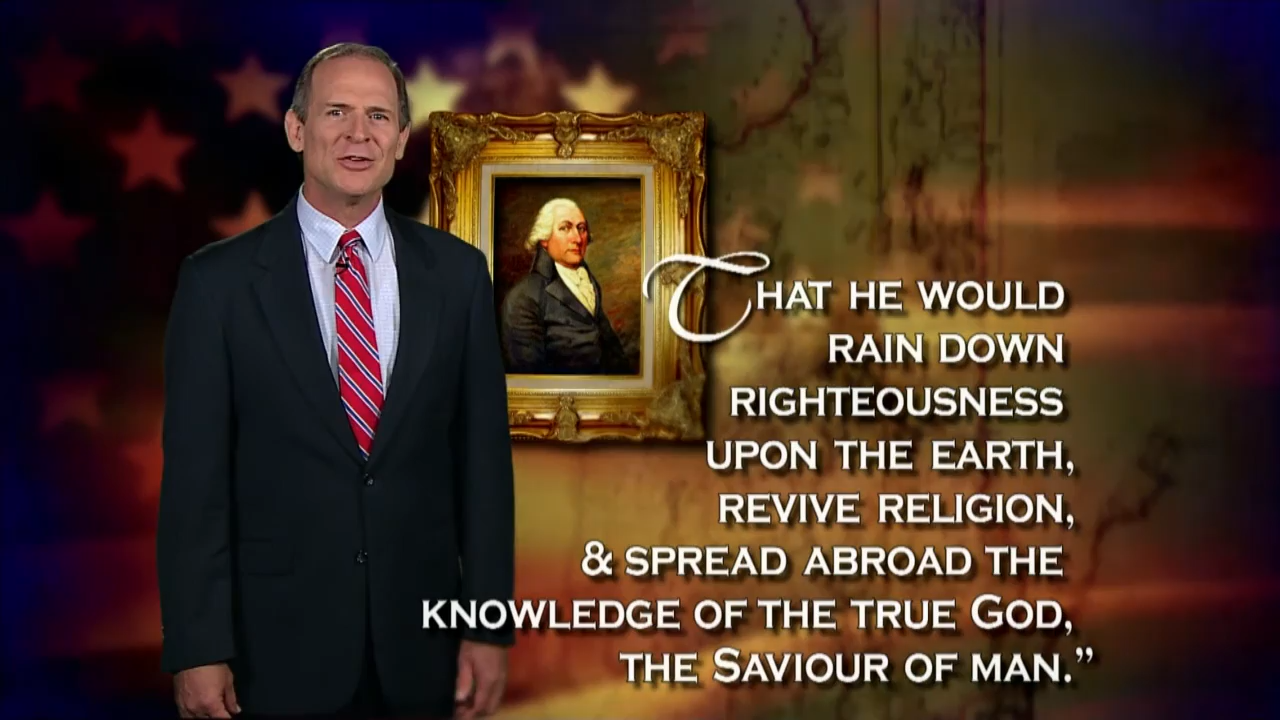 THAT HE WOULD
RAIN DOWN
RIGHTEOUSNESS
UPON THE EARTH,
REVIVE RELIGION,
& SPREAD ABROAD THE
KNOWLEDGE OF THE TRUE GOD,
THE SAVIOUR OF MAN.”